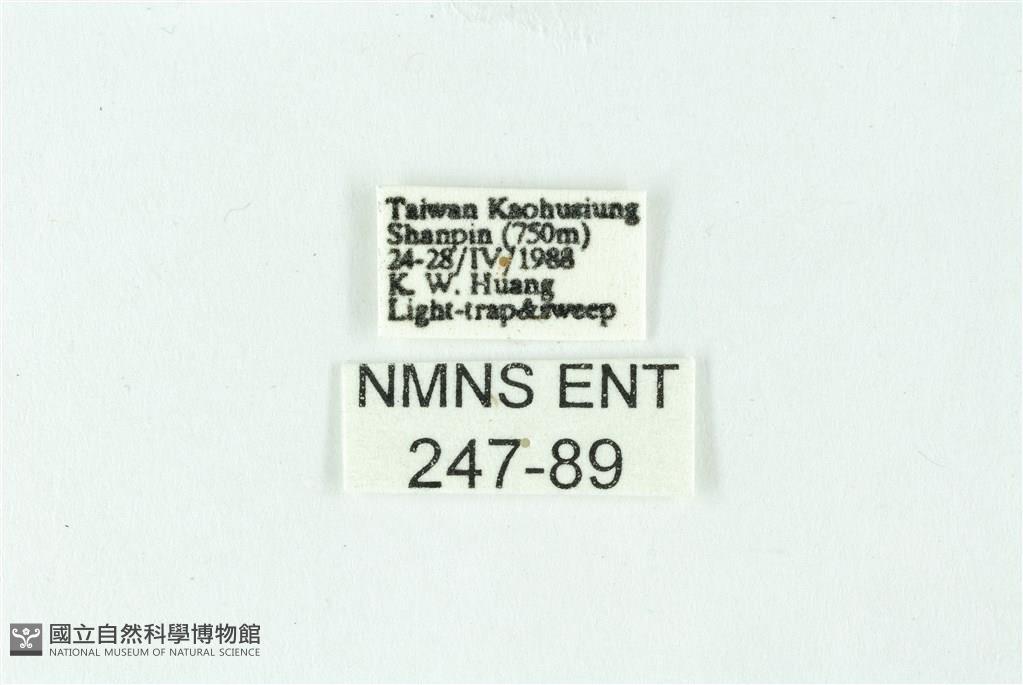 Taiwan Kaohusiung
Shanpin (750m)
24-28/IV/1988
K. W. Huang
Light-trap&sweep
NMNS ENT
247-89
國立自然科學博物館
NATIONAL MUSEUM OF NATURAL SCIENCE